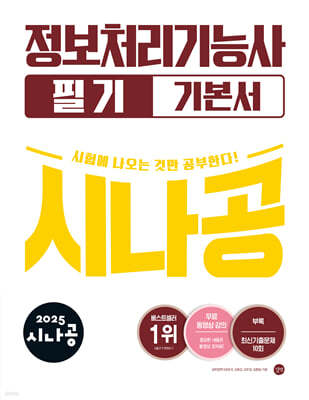 정보처리기능사
필기 기본서
시험에 나오는 것만 공부한다!
시나공
2025
시나공
베스트셀러
1위
무료
동영상 강의
부록
최신기출문제
10회
길벗